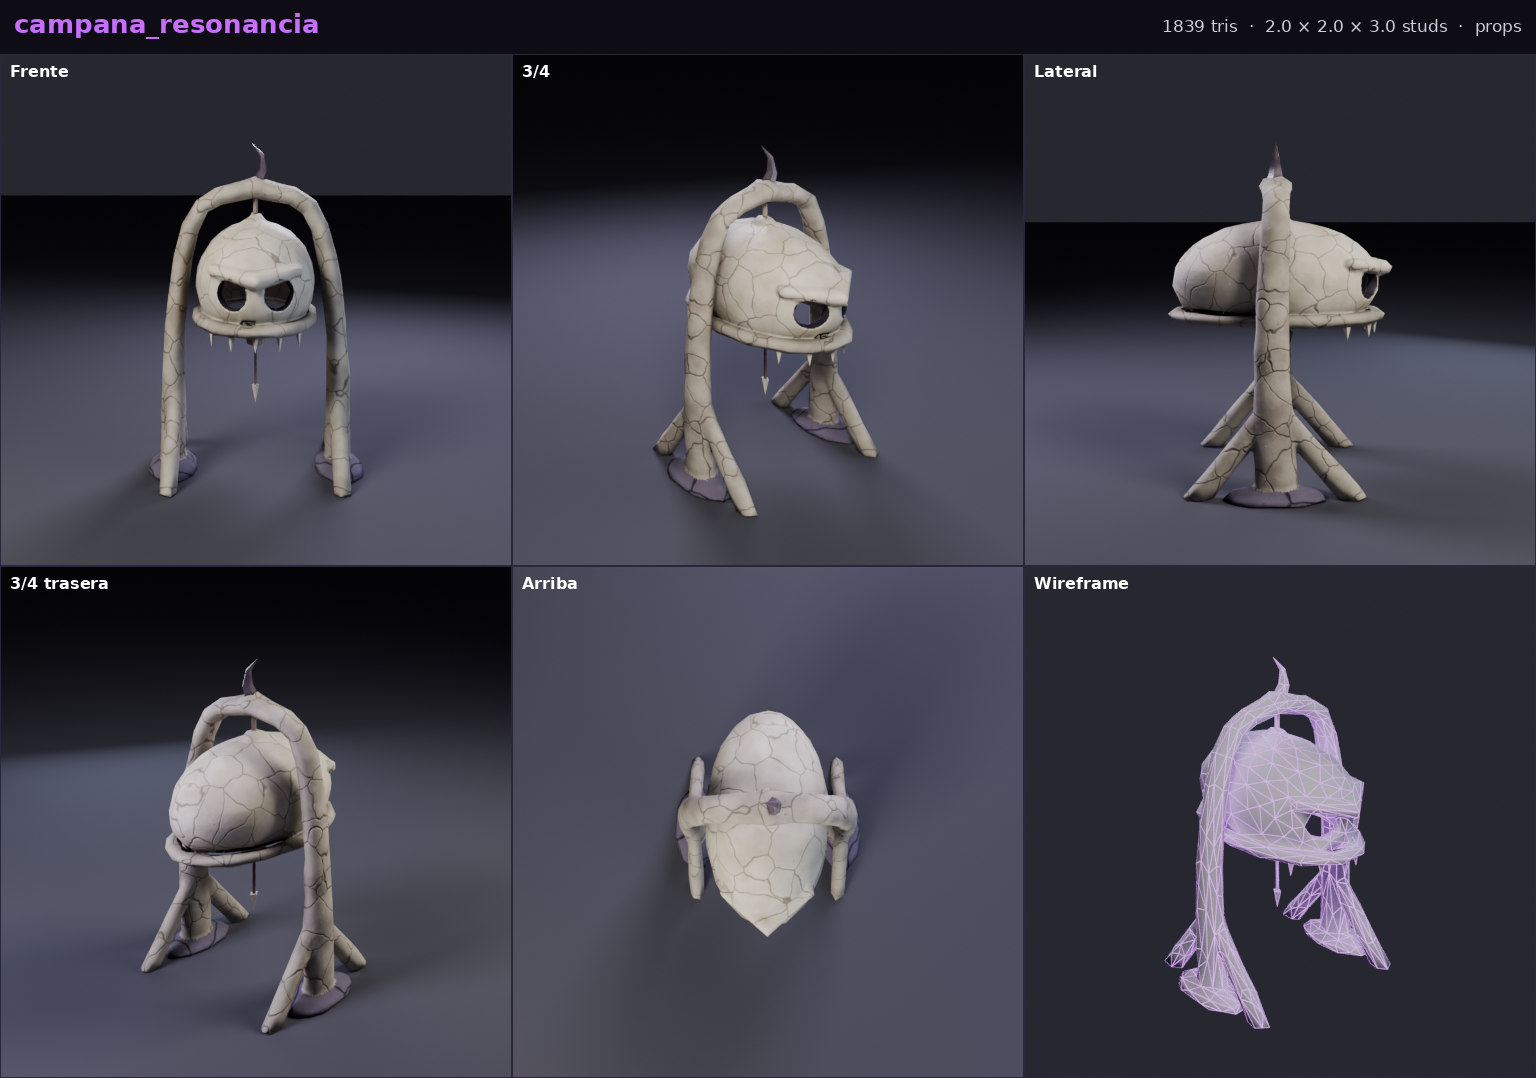 campana_resonancia
1839 tris · 2.0 × 2.0 × 3.0 studs · props
Frente
3/4
Lateral
3/4 trasera
Arriba
Wireframe